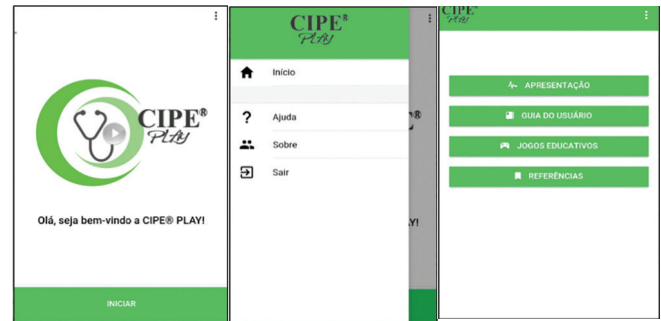 CIPE®
PLAY
Olá, seja bem-vindo a CIPE® PLAY!
INICIAR
CIPE®
PLAY
Início
Ajuda
Sobre
Sair
®
Y!
CIPE®
PLAY
APRESENTAÇÃO
GUIA DO USUÁRIO
JOGOS EDUCATIVOS
REFERÊNCIAS